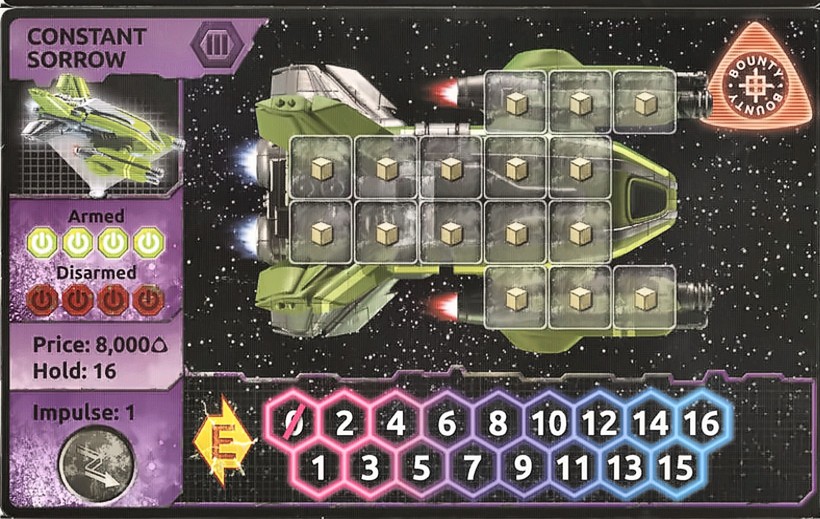 CONSTANT
SORROW
III
BOUNTY · BOUNTY
Armed
Disarmed
Price: 8,000
Hold: 16
Impulse: 1
E
0 2 4 6 8 10 12 14 16
1 3 5 7 9 11 13 15